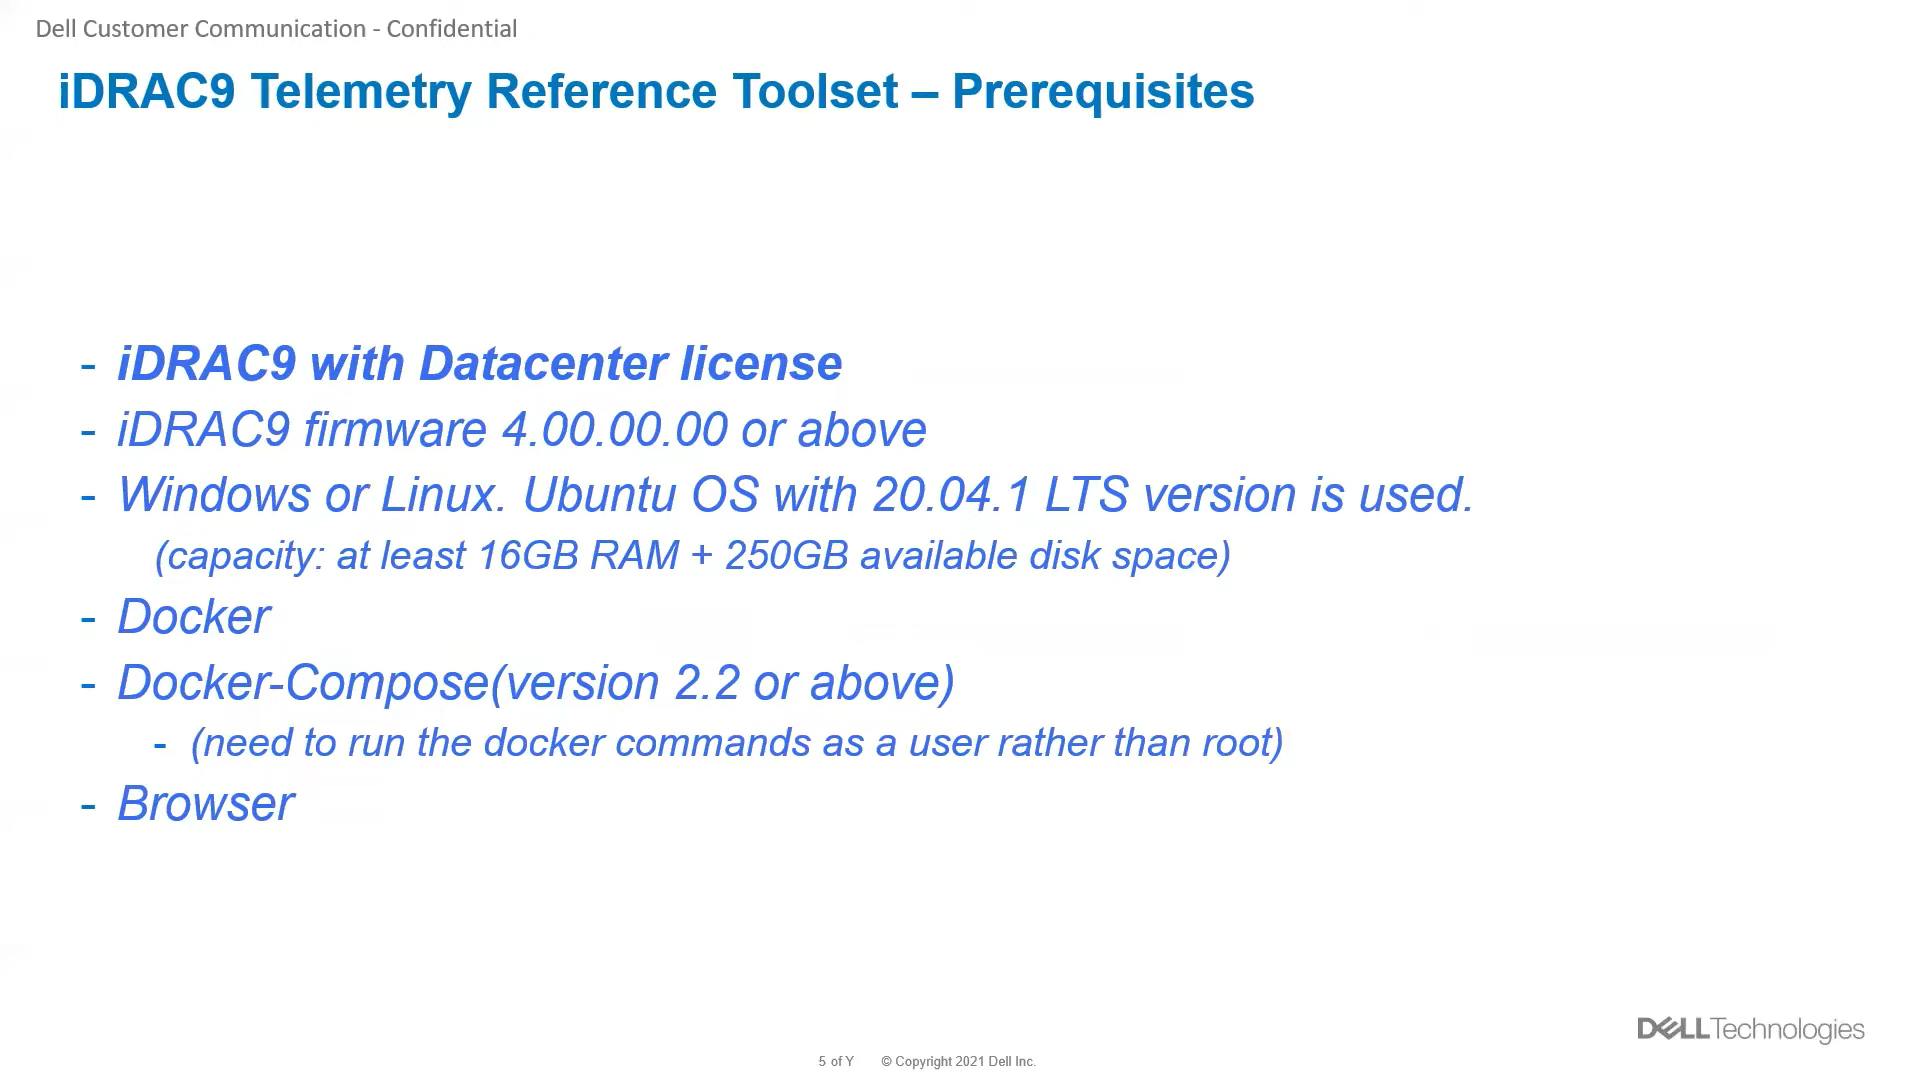 Dell Customer Communication - Confidential
iDRAC9 Telemetry Reference Toolset – Prerequisites
- iDRAC9 with Datacenter license
- iDRAC9 firmware 4.00.00.00 or above
- Windows or Linux. Ubuntu OS with 20.04.1 LTS version is used.
(capacity: at least 16GB RAM + 250GB available disk space)
- Docker
- Docker-Compose(version 2.2 or above)
- (need to run the docker commands as a user rather than root)
- Browser
DELLTechnologies
5 of Y © Copyright 2021 Dell Inc.